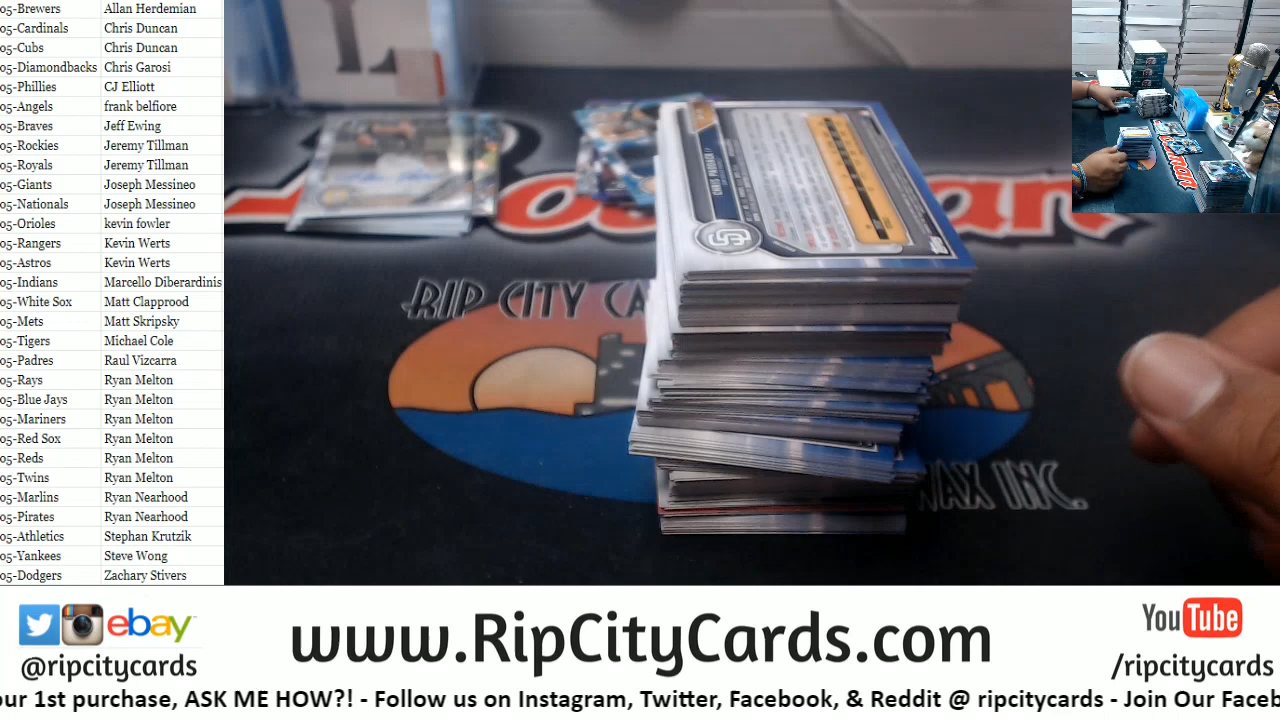 05-Brewers Allan Herdemian
05-Cardinals Chris Duncan
05-Cubs Chris Duncan
05-Diamondbacks Chris Garosi
05-Phillies CJ Elliott
05-Angels frank belfiore
05-Braves Jeff Ewing
05-Rockies Jeremy Tillman
05-Royals Jeremy Tillman
05-Giants Joseph Messineo
05-Nationals Joseph Messineo
05-Orioles kevin fowler
05-Rangers Kevin Werts
05-Astros Kevin Werts
05-Indians Marcello Diberardinis
05-White Sox Matt Clapprood
05-Mets Matt Skripsky
05-Tigers Michael Cole
05-Padres Raul Vizcarra
05-Rays Ryan Melton
05-Blue Jays Ryan Melton
05-Mariners Ryan Melton
05-Red Sox Ryan Melton
05-Reds Ryan Melton
05-Twins Ryan Melton
05-Marlins Ryan Nearhood
05-Pirates Ryan Nearhood
05-Athletics Stephan Krutzik
05-Yankees Steve Wong
05-Dodgers Zachary Stivers
CHRIS PADDACK
SD
RIP CITY CA
WAX INC.
ebay
@ripcitycards
www.RipCityCards.com
YouTube
/ripcitycards
our 1st purchase, ASK ME HOW?! - Follow us on Instagram, Twitter, Facebook, & Reddit @ ripcitycards - Join Our Faceb